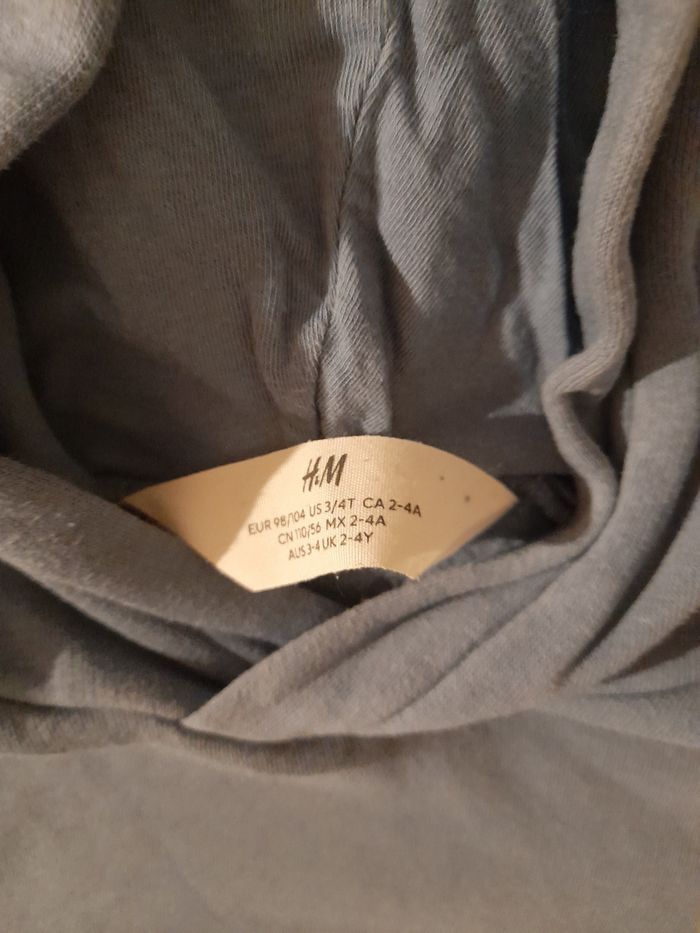 H&M
EUR 98/104 US 3/4T CA 2-4A
CN 110/56 MX 2-4A
AUS 3-4 UK 2-4Y